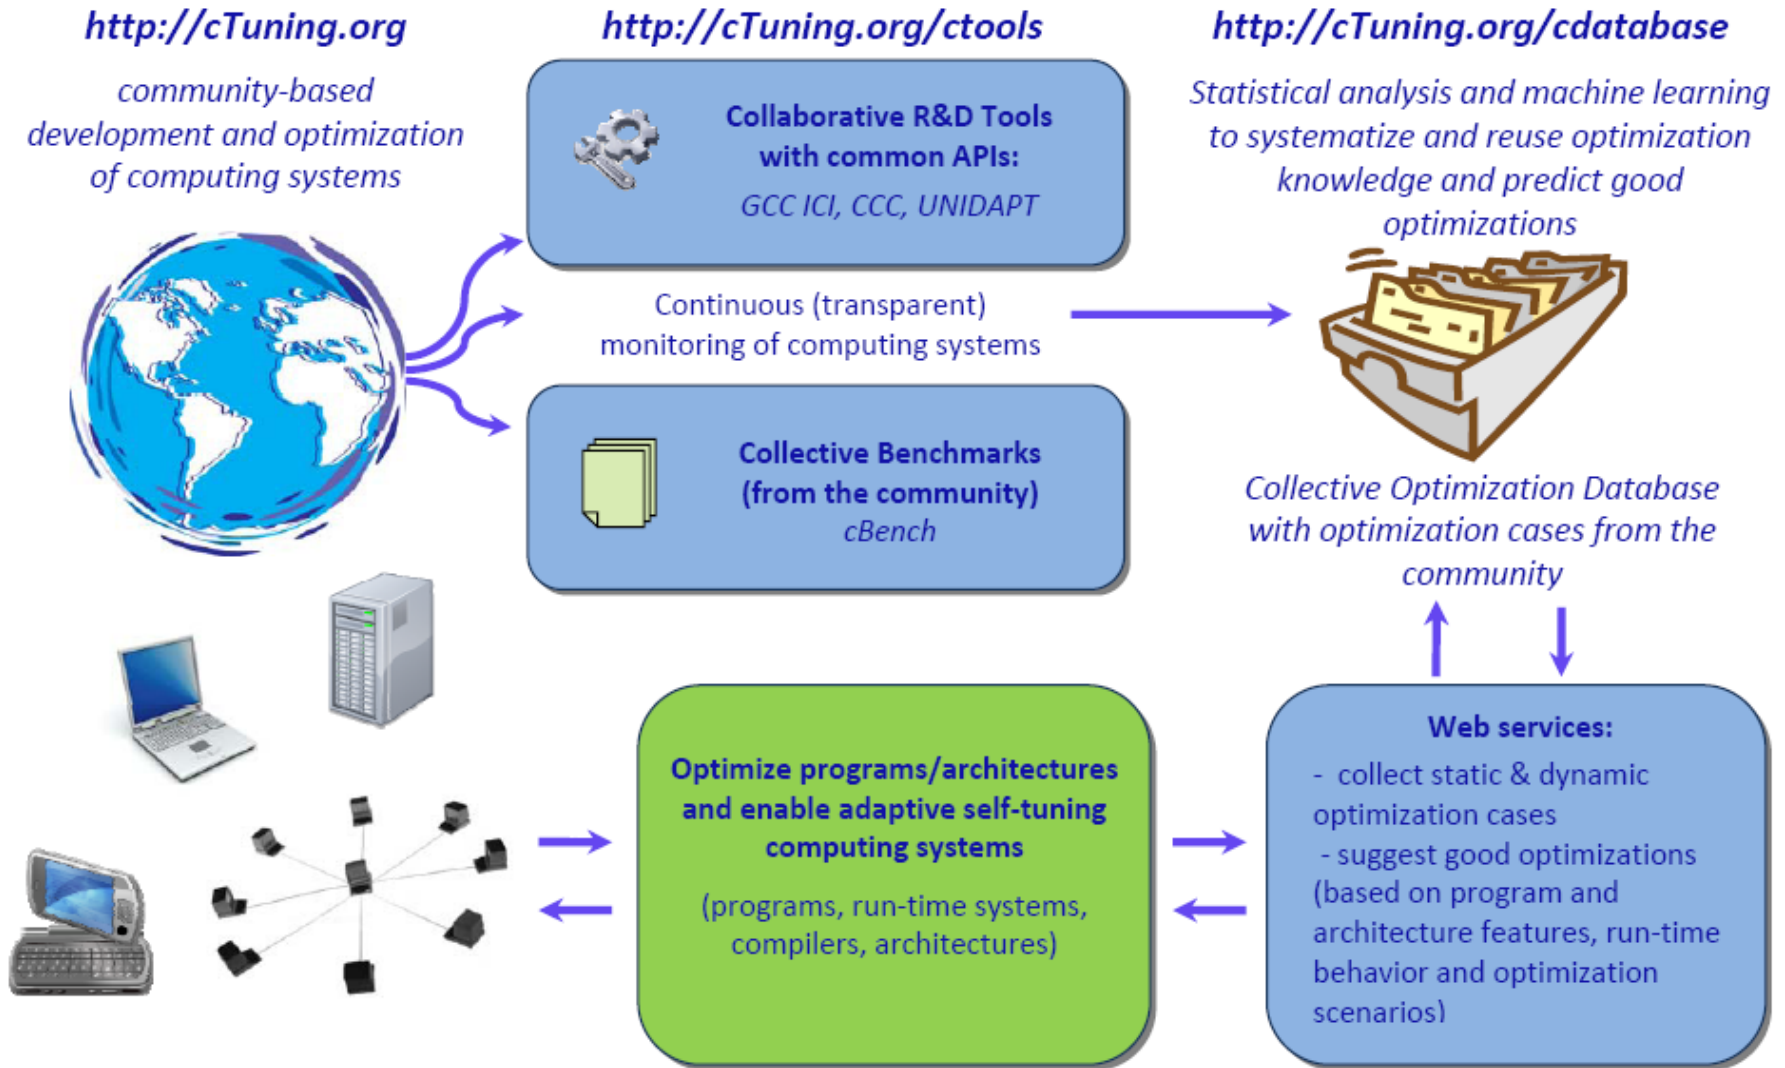 http://cTuning.org
community-based
development and optimization
of computing systems
http://cTuning.org/ctools
Collaborative R&D Tools
with common APIs:
GCC ICI, CCC, UNIDAPT
Continuous (transparent)
monitoring of computing systems
Collective Benchmarks
(from the community)
cBench
http://cTuning.org/cdatabase
Statistical analysis and machine learning
to systematize and reuse optimization
knowledge and predict good
optimizations
Collective Optimization Database
with optimization cases from the
community
Optimize programs/architectures
and enable adaptive self-tuning
computing systems
(programs, run-time systems,
compilers, architectures)
Web services:
- collect static & dynamic
optimization cases
- suggest good optimizations
(based on program and
architecture features, run-time
behavior and optimization
scenarios)